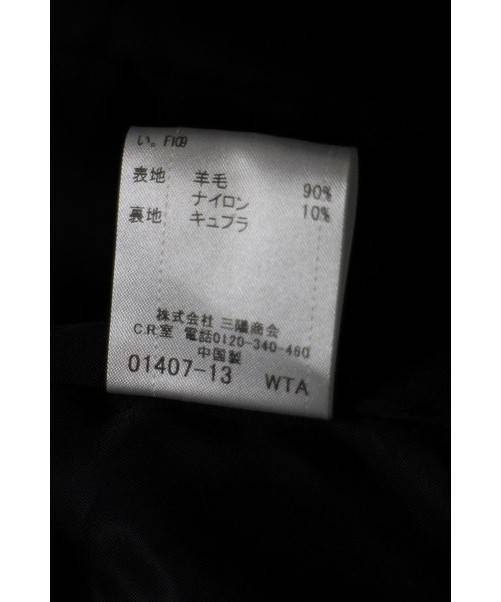 い。F109
表地 羊毛 90%
ナイロン 10%
裏地 キュプラ
株式会社 三陽商会
C.R.室 電話0120-340-460
中国製
01407-13 WTA